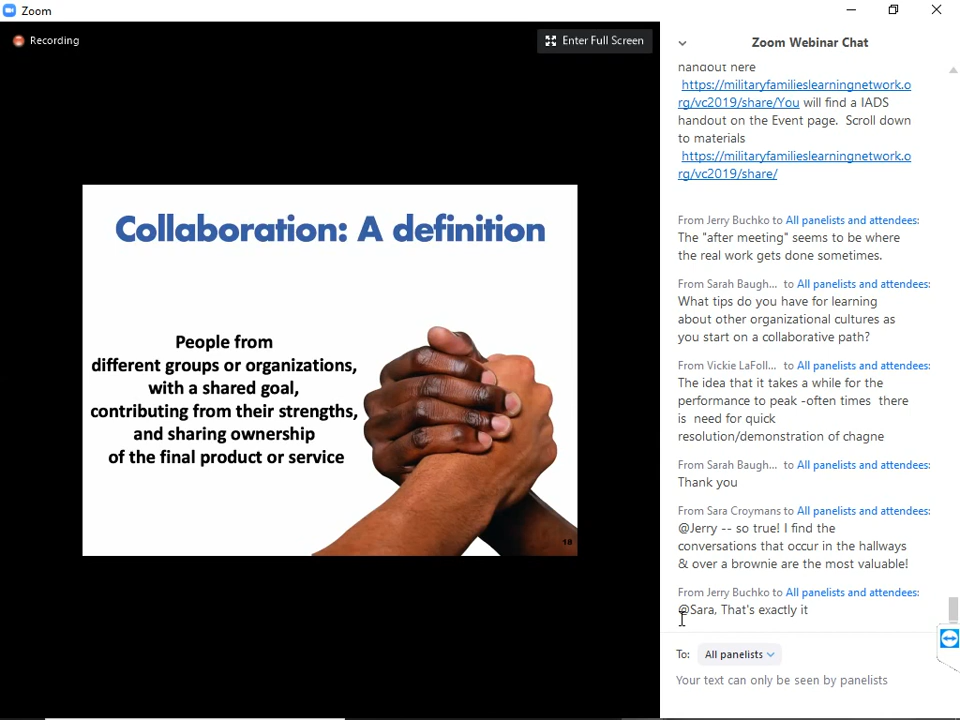 Zoom
Recording
Enter Full Screen
Collaboration: A definition
People from
different groups or organizations,
with a shared goal,
contributing from their strengths,
and sharing ownership
of the final product or service
18
Zoom Webinar Chat
handout here
https://militaryfamilieslearningnetwork.o
rg/vc2019/share/You will find a IADS
handout on the Event page. Scroll down
to materials
https://militaryfamilieslearningnetwork.o
rg/vc2019/share/
From Jerry Buchko to All panelists and attendees:
The "after meeting" seems to be where
the real work gets done sometimes.
From Sarah Baugh... to All panelists and attendees:
What tips do you have for learning
about other organizational cultures as
you start on a collaborative path?
From Vickie LaFoll... to All panelists and attendees:
The idea that it takes a while for the
performance to peak -often times there
is need for quick
resolution/demonstration of chagne
From Sarah Baugh... to All panelists and attendees:
Thank you
From Sara Croymans to All panelists and attendees:
@Jerry -- so true! I find the
conversations that occur in the hallways
& over a brownie are the most valuable!
From Jerry Buchko to All panelists and attendees:
@Sara, That's exactly it
To: All panelists
Your text can only be seen by panelists